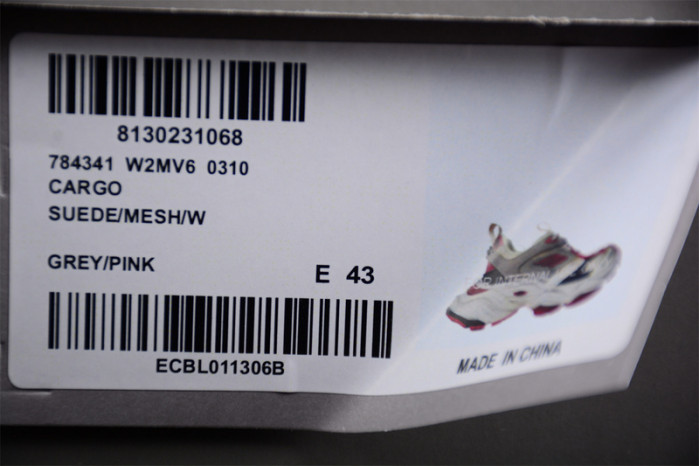 8130231068
784341 W2MV6 0310
CARGO
SUEDE/MESH/W
GREY/PINK
E 43
ECBL011306B
MADE IN CHINA